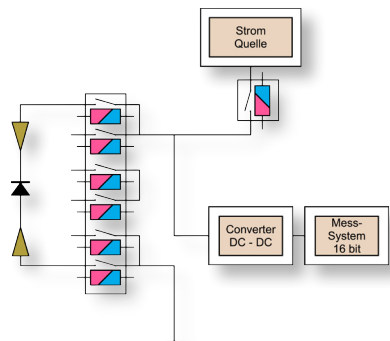 Strom
Quelle
Converter
DC - DC
Mess-
System
16 bit